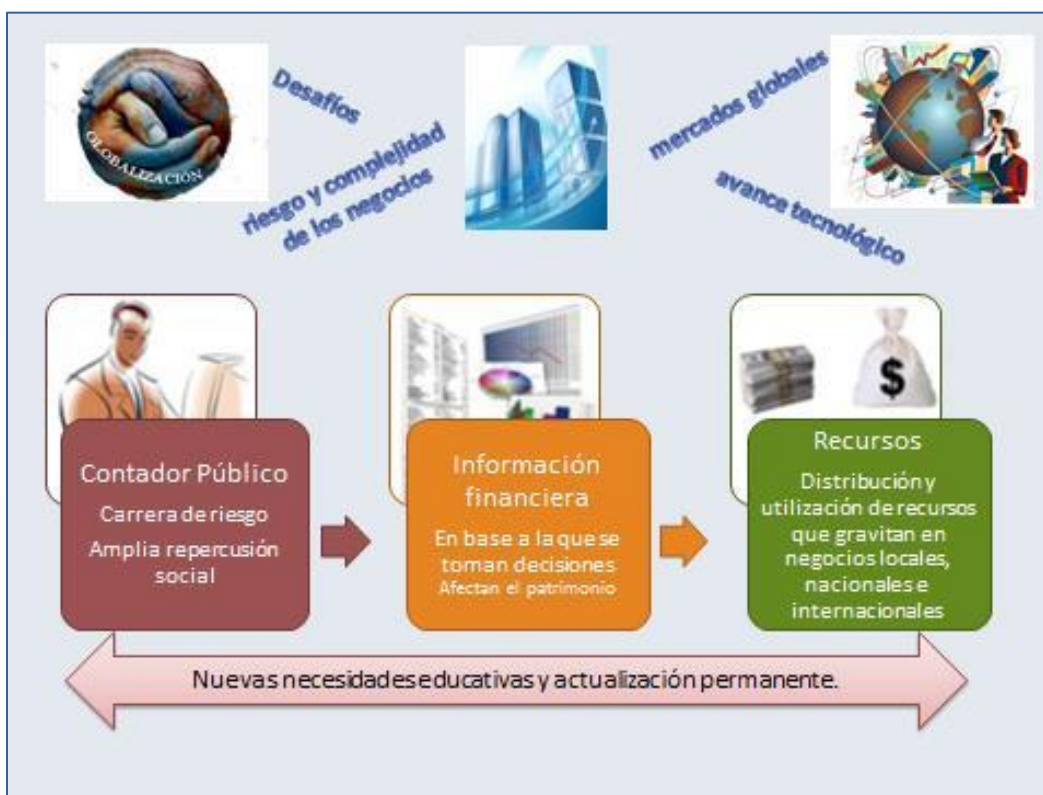 GLOBALIZACIÓN
Desafíos
riesgo y complejidad
de los negocios
mercados globales
avance tecnológico
Contador Público
Carrera de riesgo
Amplia repercusión
social
Información
financiera
En base a la que se
toman decisiones
Afectan el patrimonio
$
Recursos
Distribución y
utilización de recursos
que gravitan en
negocios locales,
nacionales e
internacionales
Nuevas necesidades educativas y actualización permanente.